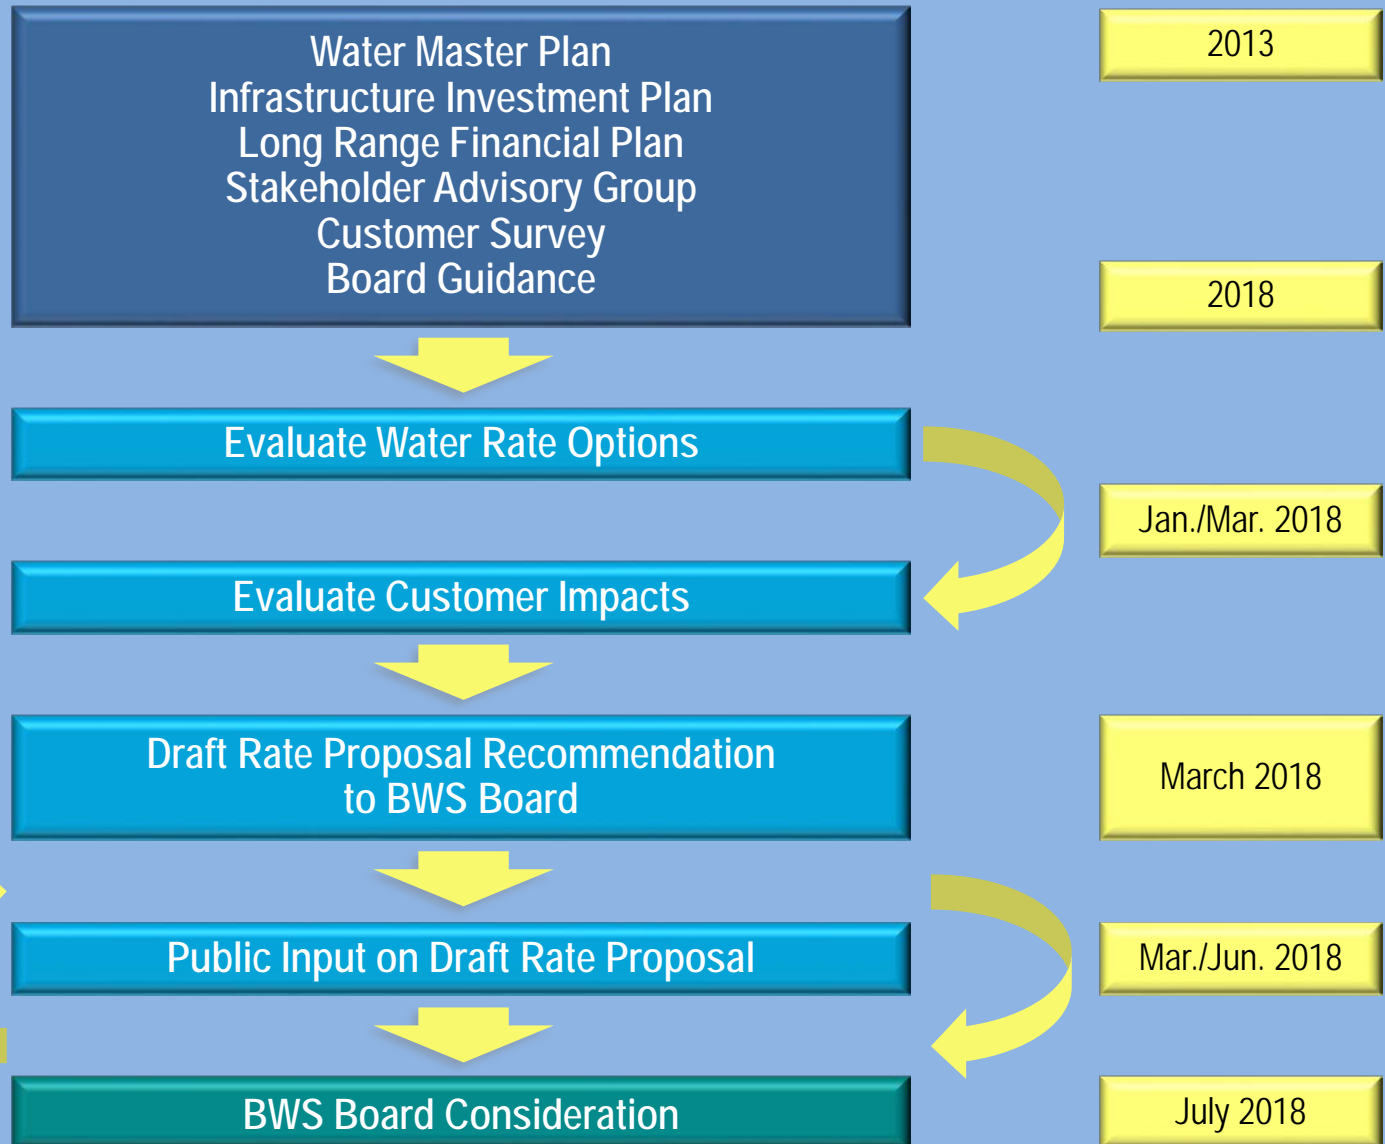 Water Master Plan
Infrastructure Investment Plan
Long Range Financial Plan
Stakeholder Advisory Group
Customer Survey
Board Guidance
2013
2018
Evaluate Water Rate Options
Jan./Mar. 2018
Evaluate Customer Impacts
Draft Rate Proposal Recommendation
to BWS Board
March 2018
Public Input on Draft Rate Proposal
Mar./Jun. 2018
BWS Board Consideration
July 2018